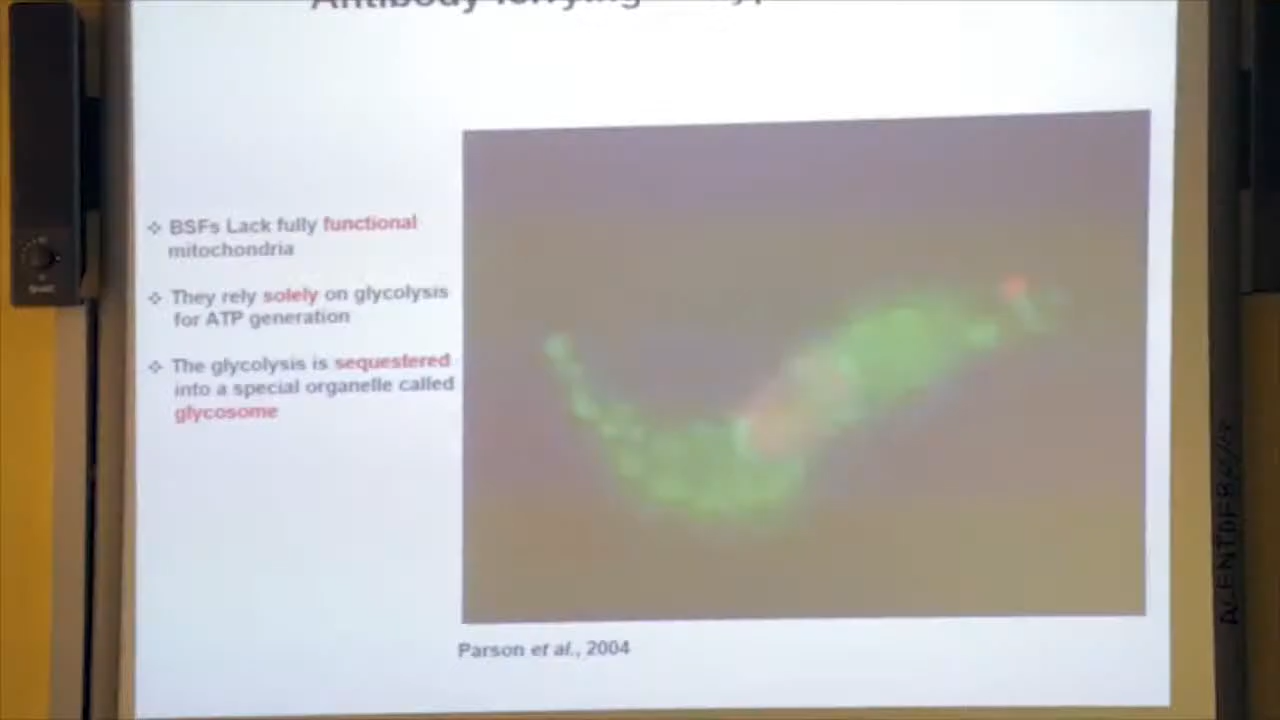 BSFs Lack fully functional
mitochondria
They rely solely on glycolysis
for ATP generation
The glycolysis is sequestered
into a special organelle called
glycosome
Parson et al., 2004